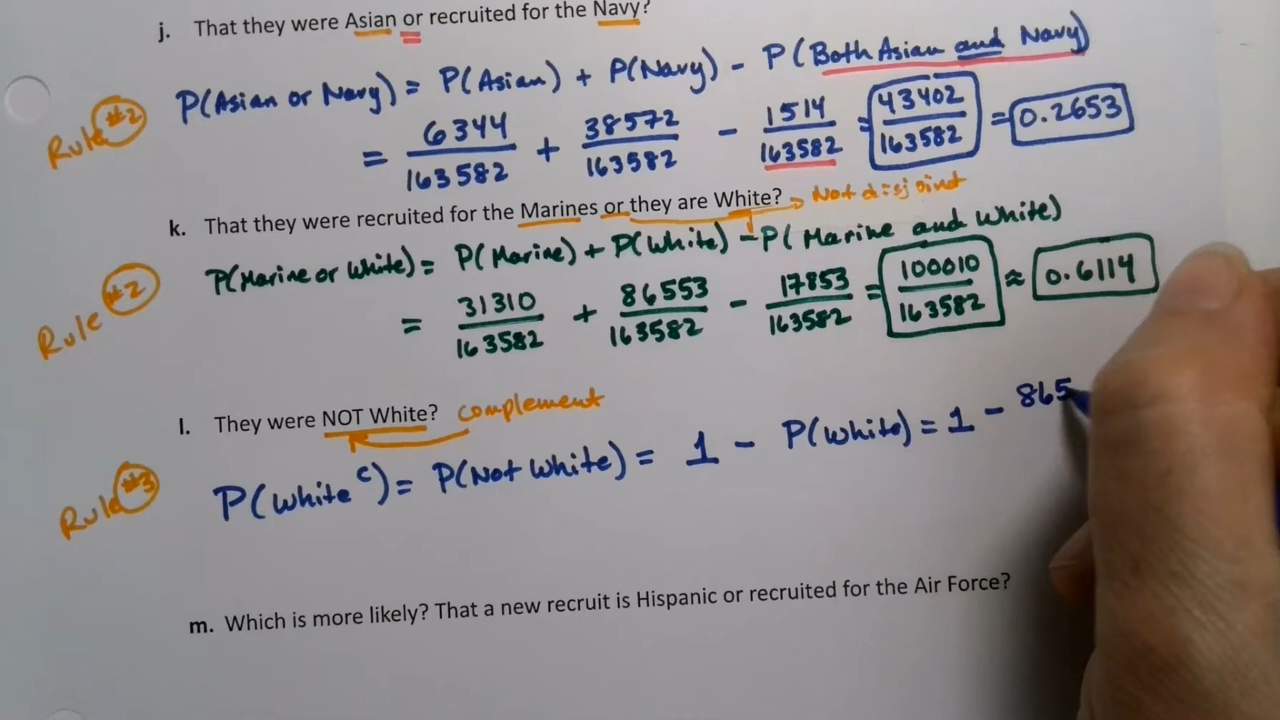 j. That they were Asian or recruited for the Navy?
P(Asian or Navy) = P(Asian) + P(Navy) - P(Both Asian and Navy)
Rule #2
= 6344/163582 + 38572/163582 - 1514/163582 = 43402/163582 = 0.2653
k. That they were recruited for the Marines or they are White? → Not disjoint
P(Marine or White) = P(Marine) + P(White) - P(Marine and White)
Rule #2
= 31310/163582 + 86553/163582 - 17853/163582 = 100010/163582 ≈ 0.6114
l. They were NOT White? complement
Rule #3
P(White^c) = P(Not White) = 1 - P(White) = 1 - 865
m. Which is more likely? That a new recruit is Hispanic or recruited for the Air Force?